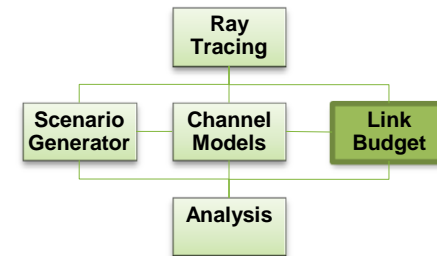 Ray
Tracing
Scenario
Generator
Channel
Models
Link
Budget
Analysis